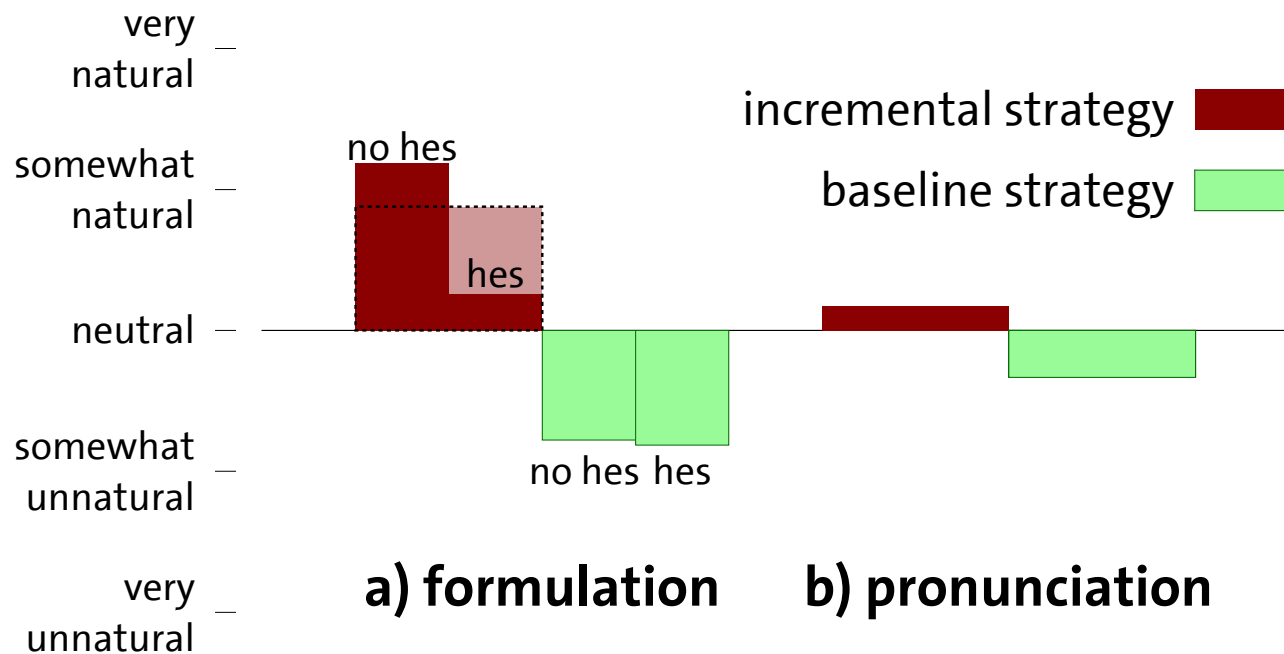 very
natural
incremental strategy
no hes
somewhat
natural
baseline strategy
hes
neutral
somewhat
unnatural
no hes
hes
very
unnatural
a) formulation
b) pronunciation